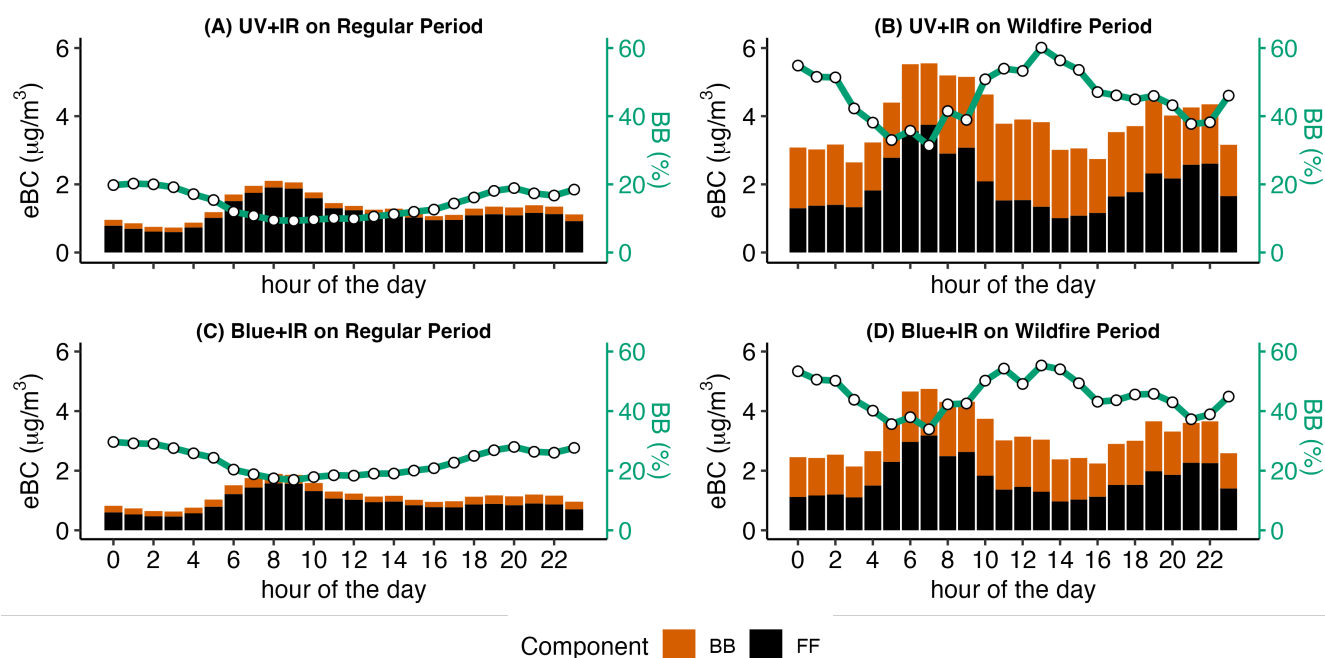 (A) UV+IR on Regular Period
6
4
2
0
eBC (μg/m³)
60
40
20
0
BB (%)
hour of the day
(B) UV+IR on Wildfire Period
6
4
2
0
eBC (μg/m³)
60
40
20
0
BB (%)
hour of the day
(C) Blue+IR on Regular Period
6
4
2
0
eBC (μg/m³)
60
40
20
0
BB (%)
0 2 4 6 8 10 12 14 16 18 20 22
hour of the day
(D) Blue+IR on Wildfire Period
6
4
2
0
eBC (μg/m³)
60
40
20
0
BB (%)
0 2 4 6 8 10 12 14 16 18 20 22
hour of the day
Component BB FF